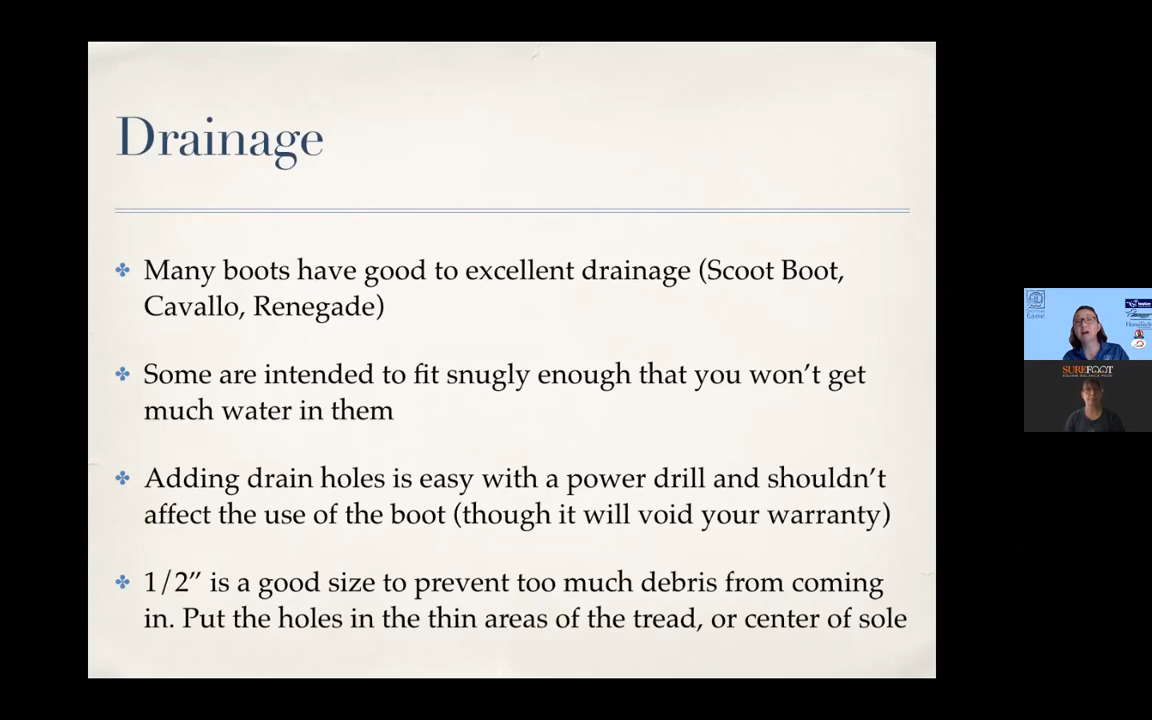 Drainage
✤ Many boots have good to excellent drainage (Scoot Boot,
Cavallo, Renegade)
✤ Some are intended to fit snugly enough that you won’t get
much water in them
✤ Adding drain holes is easy with a power drill and shouldn’t
affect the use of the boot (though it will void your warranty)
✤ 1/2” is a good size to prevent too much debris from coming
in. Put the holes in the thin areas of the tread, or center of sole
SUREFOOT
EQUINE BALANCE PADS